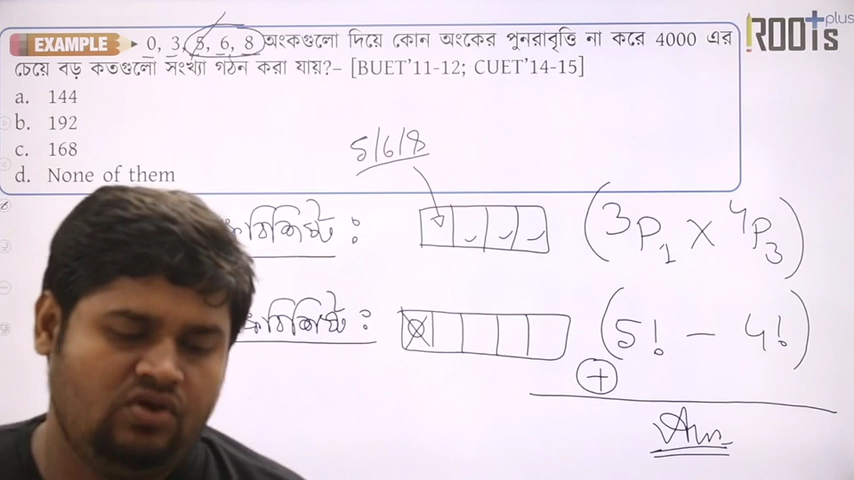 EXAMPLE 0, 3, 5, 6, 8 অংকগুলো দিয়ে কোন অংকের পুনরাবৃত্তি না করে 4000 এর
চেয়ে বড় কতগুলো সংখ্যা গঠন করা যায়?– [BUET'11-12; CUET'14-15]
a. 144
b. 192
c. 168
d. None of them
ROOTs plus
5/6/8
(³P₁ × ⁴P₃)
(5! – 4!)
+
Ans